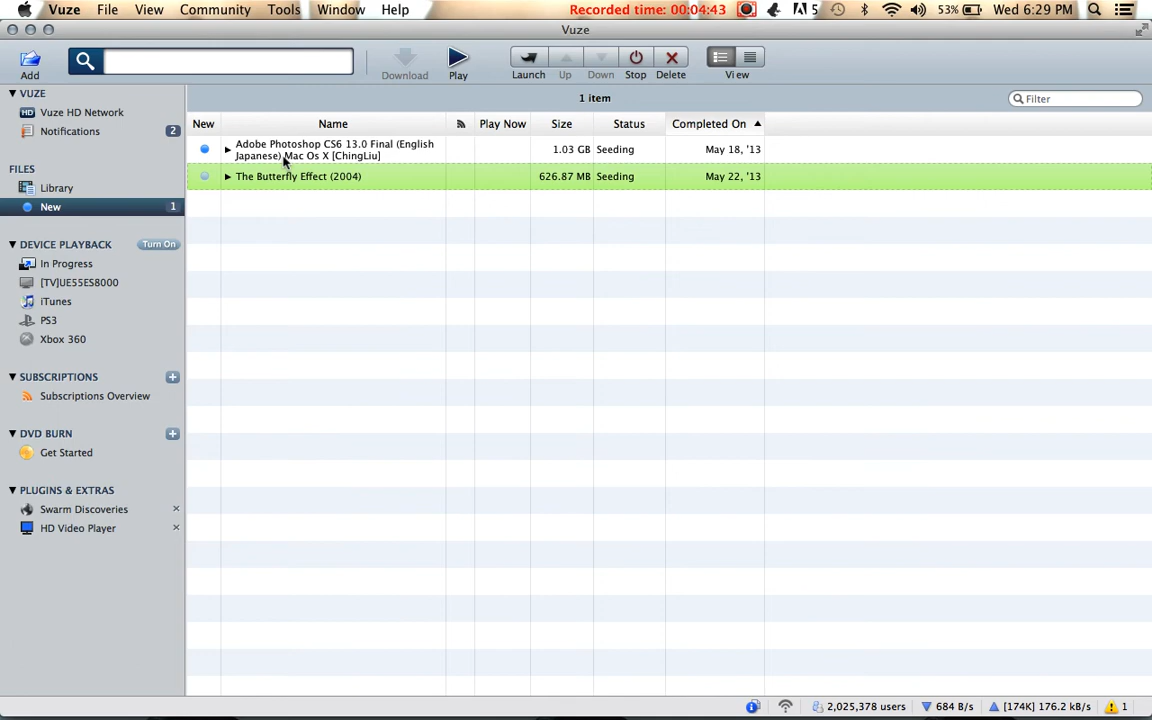 Vuze File View Community Tools Window Help Recorded time: 00:04:43 5 53% Wed 6:29 PM
Vuze
Add Download Play Launch Up Down Stop Delete View
1 item
Filter
VUZE
HD Vuze HD Network
Notifications 2
FILES
Library
New 1
DEVICE PLAYBACK Turn On
In Progress
[TV]UE55ES8000
iTunes
PS3
Xbox 360
SUBSCRIPTIONS
Subscriptions Overview
DVD BURN
Get Started
PLUGINS & EXTRAS
Swarm Discoveries
HD Video Player
New Name Play Now Size Status Completed On
Adobe Photoshop CS6 13.0 Final (English
Japanese) Mac Os X [ChingLiu] 1.03 GB Seeding May 18, '13
The Butterfly Effect (2004) 626.87 MB Seeding May 22, '13
2,025,378 users 684 B/s [174K] 176.2 kB/s 1